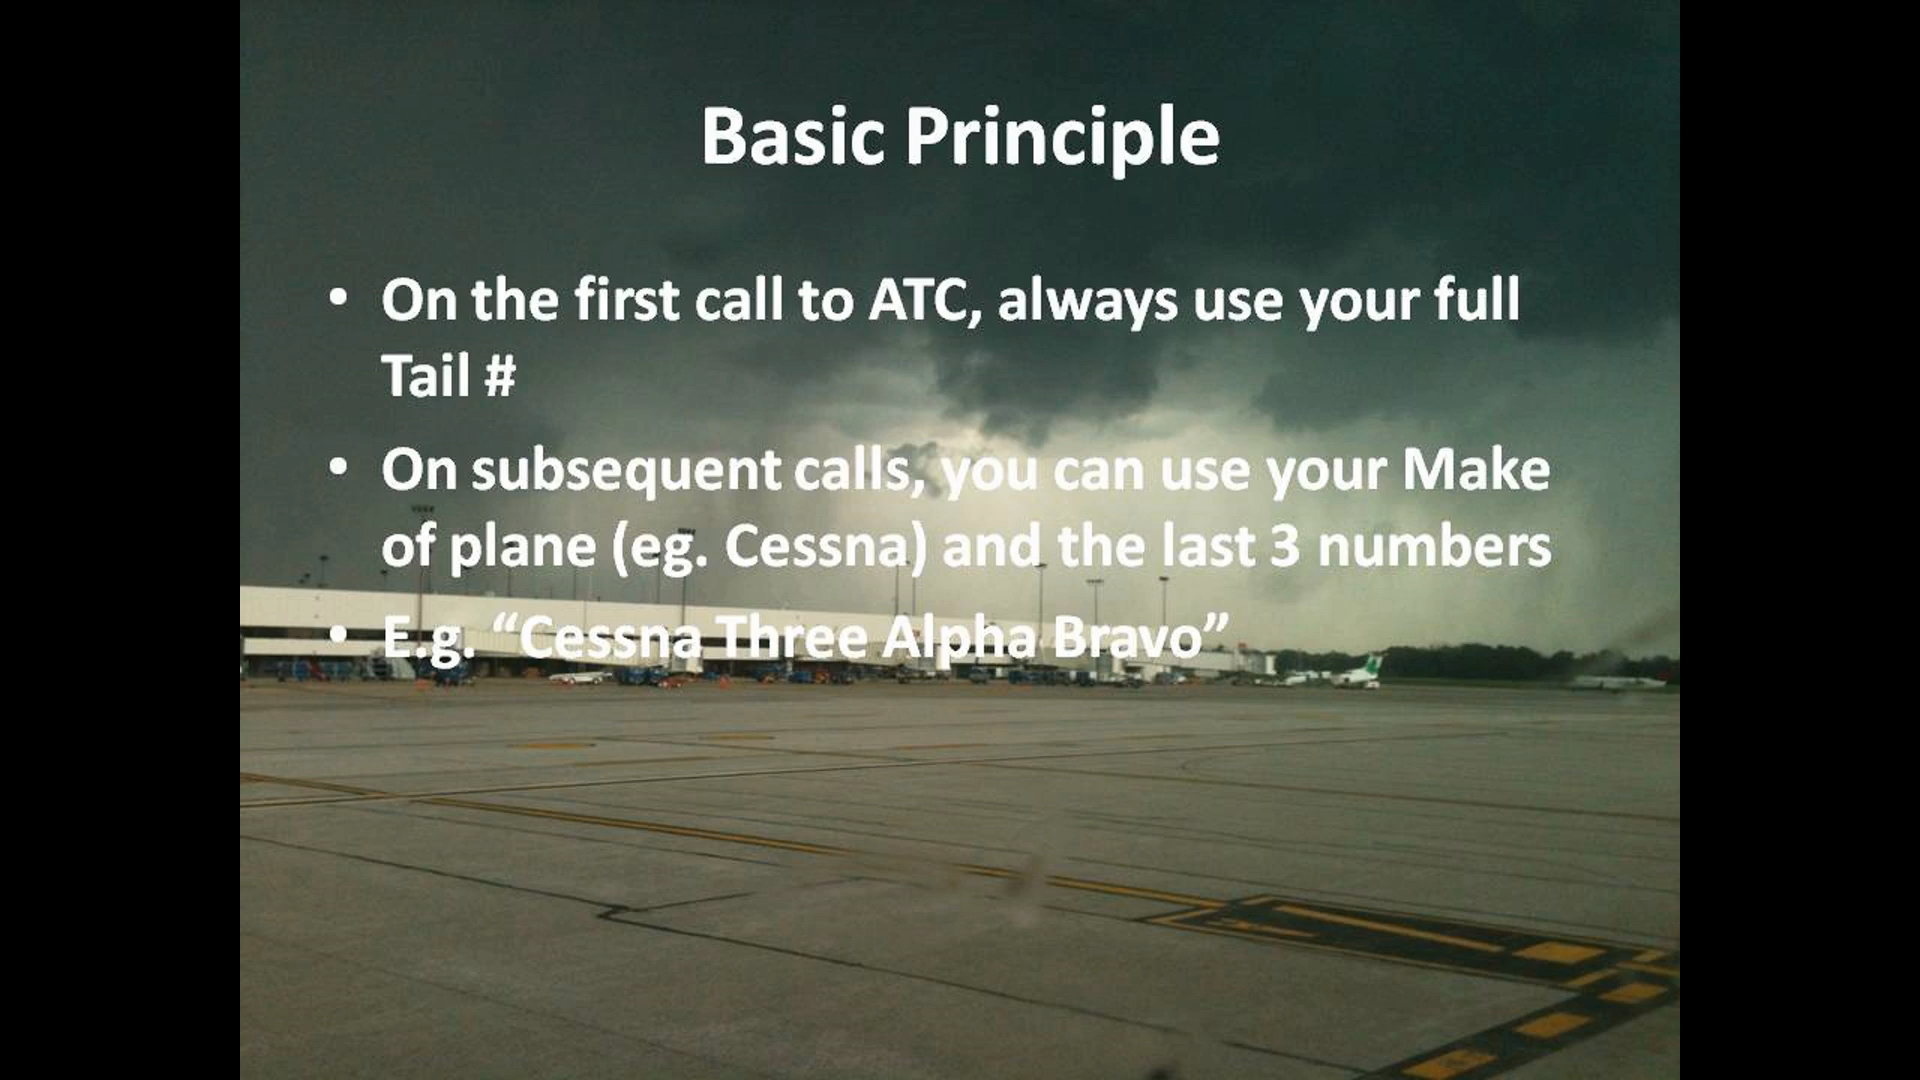 Basic Principle
• On the first call to ATC, always use your full
Tail #
• On subsequent calls, you can use your Make
of plane (eg. Cessna) and the last 3 numbers
• E.g. “Cessna Three Alpha Bravo”